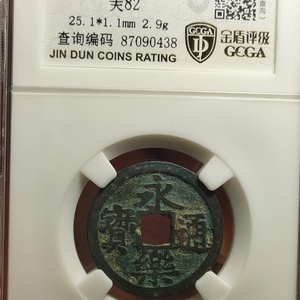 美82
25.1*1.1mm 2.9g
查询编码 87090438
JIN DUN COINS RATING
GCGA
金盾评级
GCGA
永樂通寶